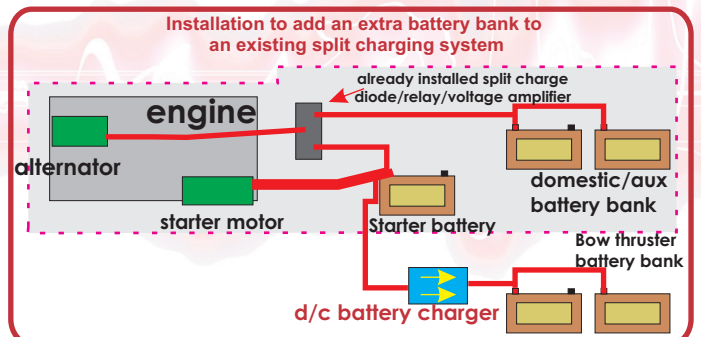 Installation to add an extra battery bank to
an existing split charging system
already installed split charge
diode/relay/voltage amplifier
engine
alternator
starter motor
Starter battery
domestic/aux
battery bank
Bow thruster
battery bank
d/c battery charger